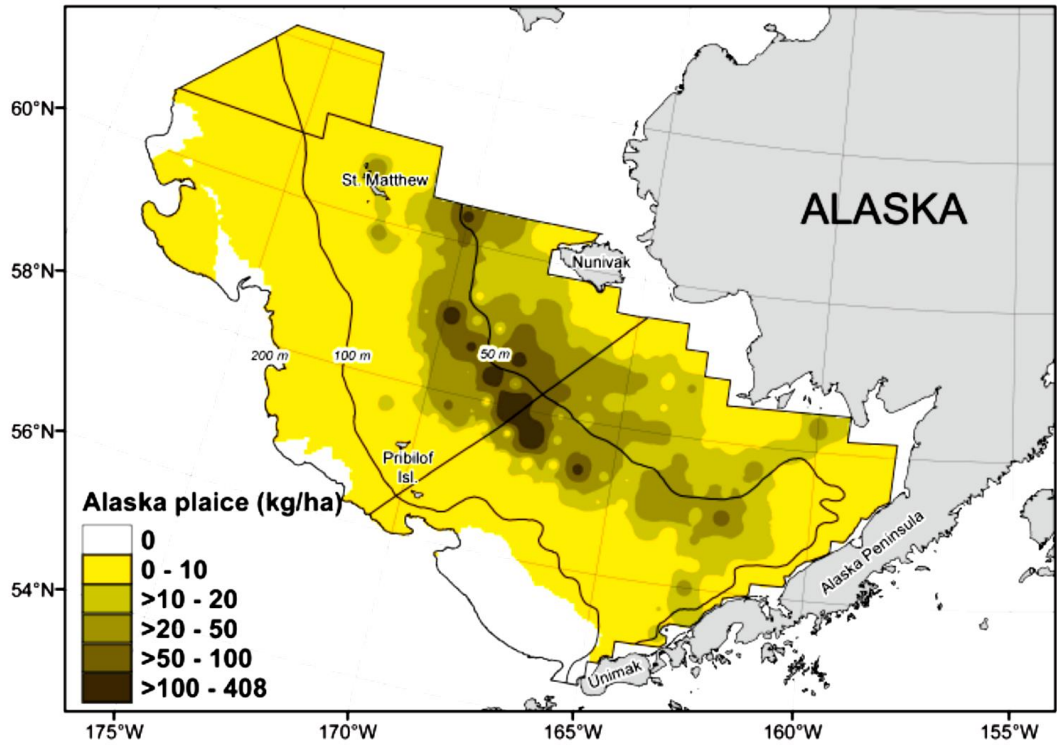 60°N
58°N
56°N
54°N
175°W
170°W
165°W
160°W
155°W
ALASKA
St. Matthew
Nunivak
200 m
100 m
50 m
Pribilof
Isl.
Alaska Peninsula
Unimak
Alaska plaice (kg/ha)
0
0 - 10
>10 - 20
>20 - 50
>50 - 100
>100 - 408